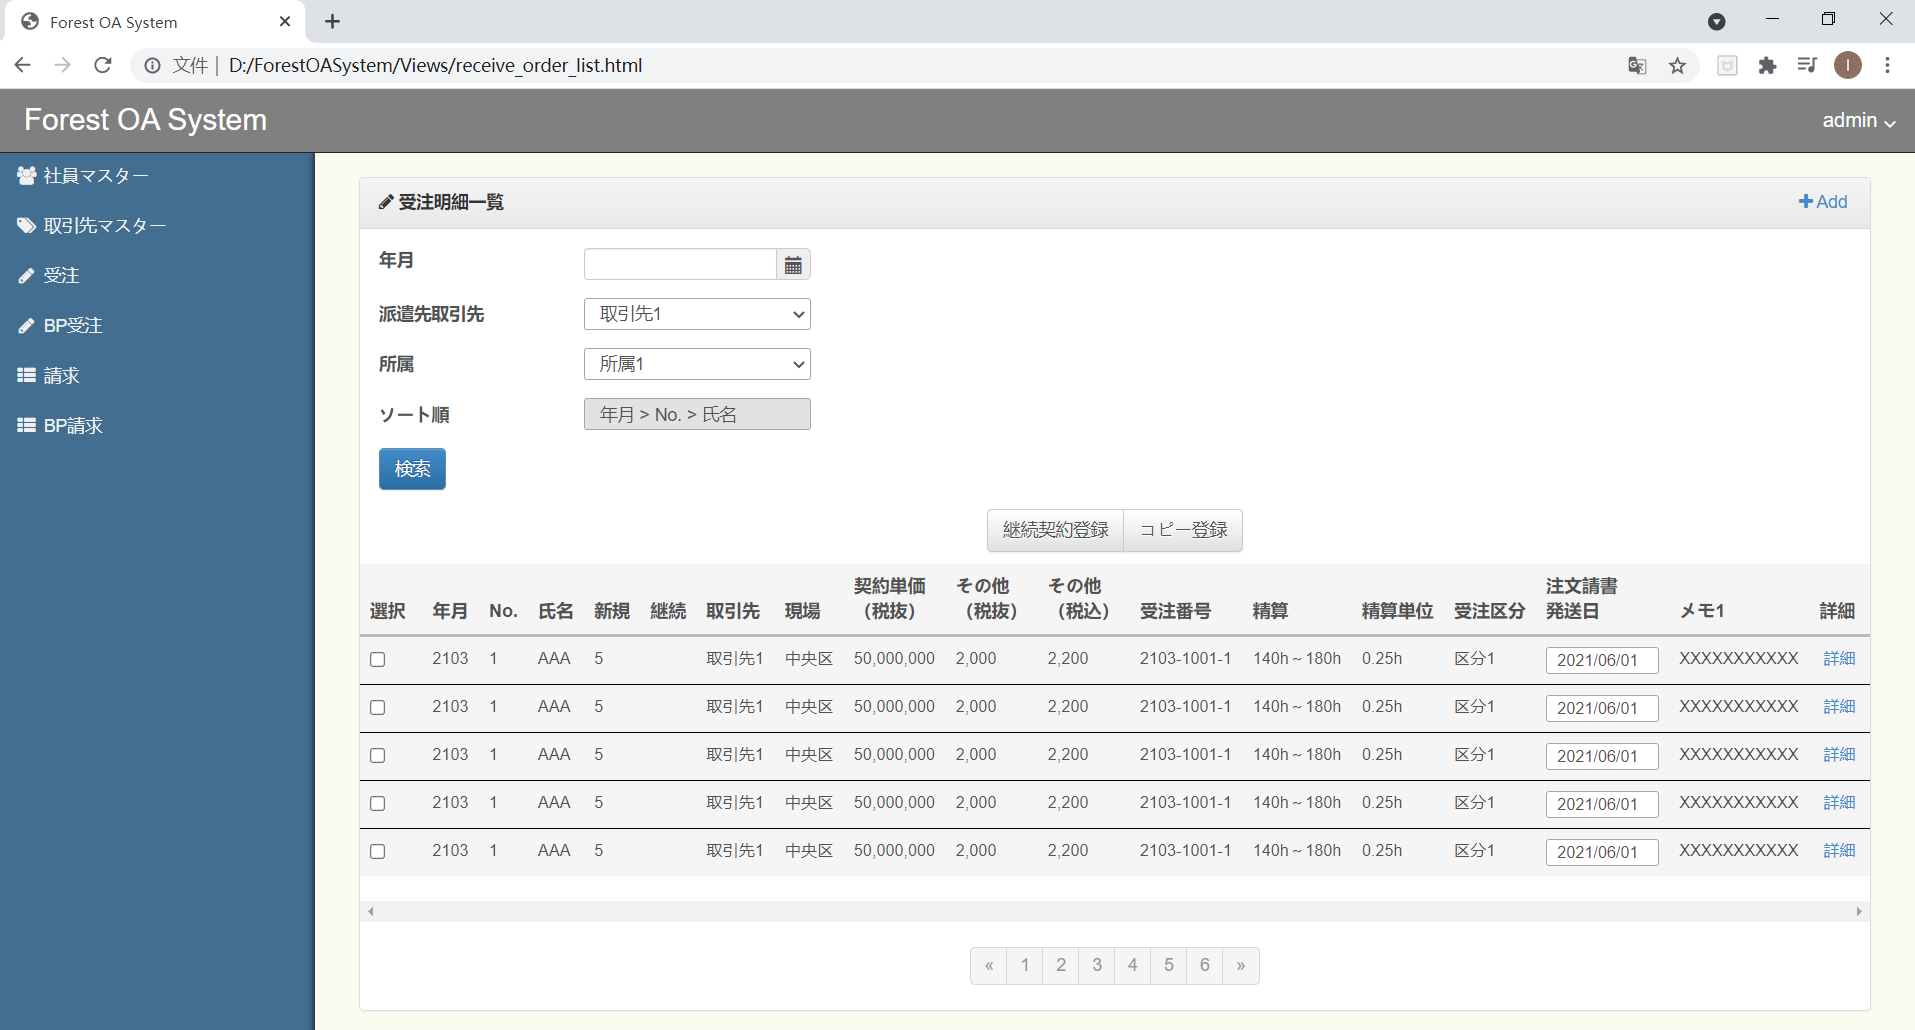 Forest OA System
文件 D:/ForestOASystem/Views/receive_order_list.html
I
Forest OA System
admin
社員マスター
取引先マスター
受注
BP受注
請求
BP請求
受注明細一覧
Add
年月
派遣先取引先 取引先1
所属 所属1
ソート順 年月 > No. > 氏名
検索
継続契約登録 コピー登録
選択 年月 No. 氏名 新規 継続 取引先 現場 契約単価（税抜） その他（税抜） その他（税込） 受注番号 精算 精算単位 受注区分 注文請書発送日 メモ1 詳細
2103 1 AAA 5 取引先1 中央区 50,000,000 2,000 2,200 2103-1001-1 140h ~ 180h 0.25h 区分1 2021/06/01 XXXXXXXXXXX 詳細
2103 1 AAA 5 取引先1 中央区 50,000,000 2,000 2,200 2103-1001-1 140h ~ 180h 0.25h 区分1 2021/06/01 XXXXXXXXXXX 詳細
2103 1 AAA 5 取引先1 中央区 50,000,000 2,000 2,200 2103-1001-1 140h ~ 180h 0.25h 区分1 2021/06/01 XXXXXXXXXXX 詳細
2103 1 AAA 5 取引先1 中央区 50,000,000 2,000 2,200 2103-1001-1 140h ~ 180h 0.25h 区分1 2021/06/01 XXXXXXXXXXX 詳細
2103 1 AAA 5 取引先1 中央区 50,000,000 2,000 2,200 2103-1001-1 140h ~ 180h 0.25h 区分1 2021/06/01 XXXXXXXXXXX 詳細
« 1 2 3 4 5 6 »